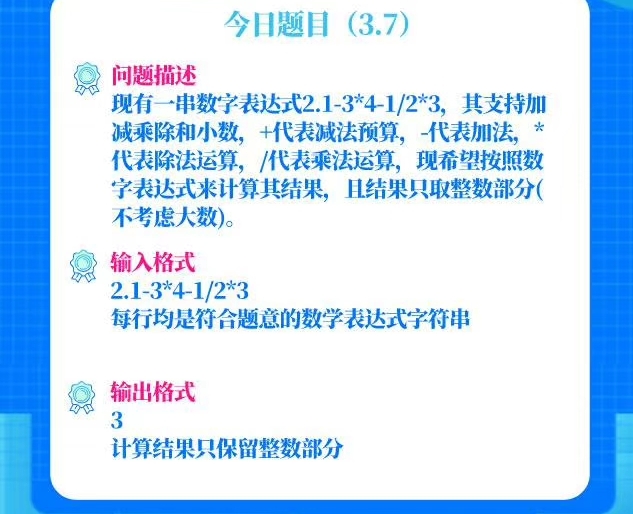 今日题目（3.7）
问题描述
现有一串数字表达式2.1-3*4-1/2*3，其支持加
减乘除和小数，+代表减法预算，-代表加法，*
代表除法运算，/代表乘法运算，现希望按照数
字表达式来计算其结果，且结果只取整数部分(
不考虑大数)。
输入格式
2.1-3*4-1/2*3
每行均是符合题意的数学表达式字符串
输出格式
3
计算结果只保留整数部分